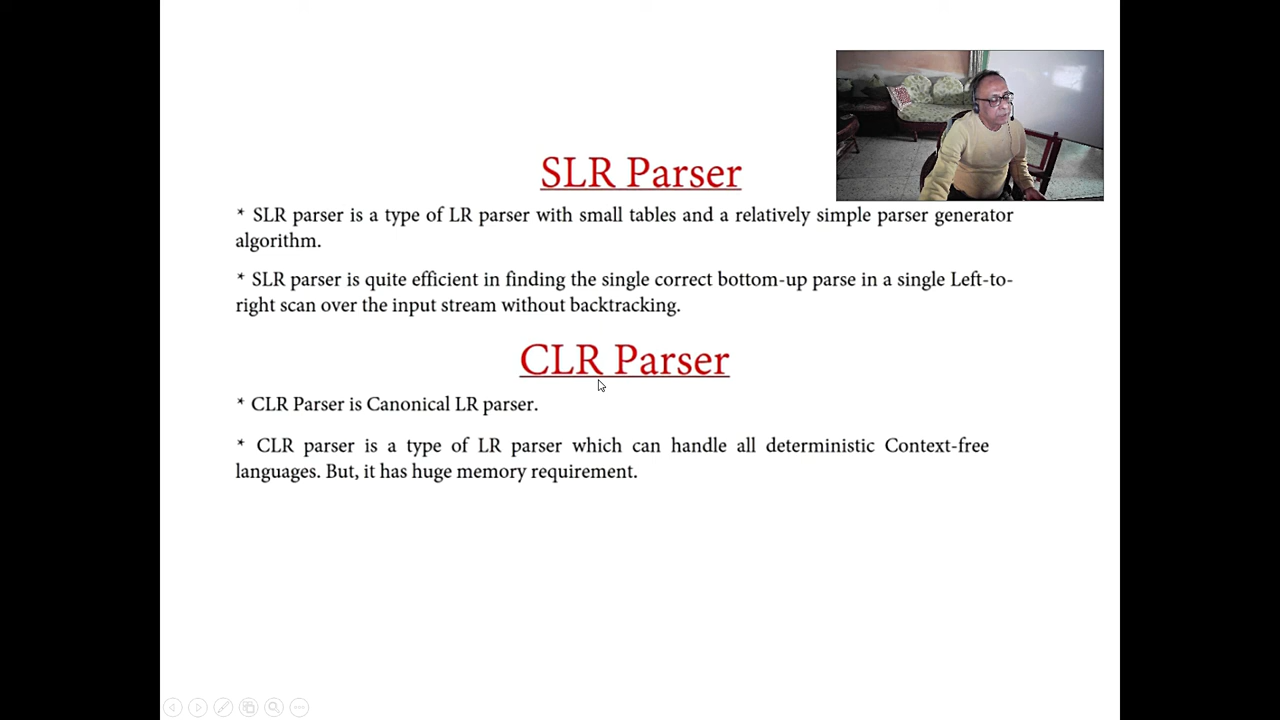 SLR Parser
* SLR parser is a type of LR parser with small tables and a relatively simple parser generator
algorithm.
* SLR parser is quite efficient in finding the single correct bottom-up parse in a single Left-to-
right scan over the input stream without backtracking.
CLR Parser
* CLR Parser is Canonical LR parser.
* CLR parser is a type of LR parser which can handle all deterministic Context-free
languages. But, it has huge memory requirement.